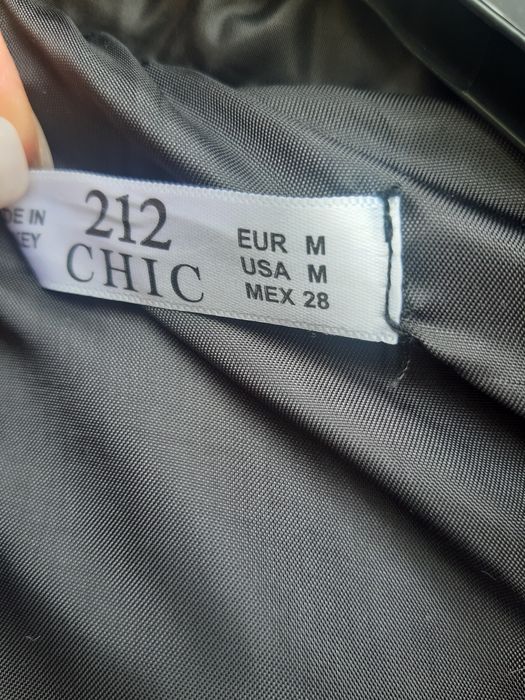 DE IN
KEY
212
CHIC
EUR M
USA M
MEX 28